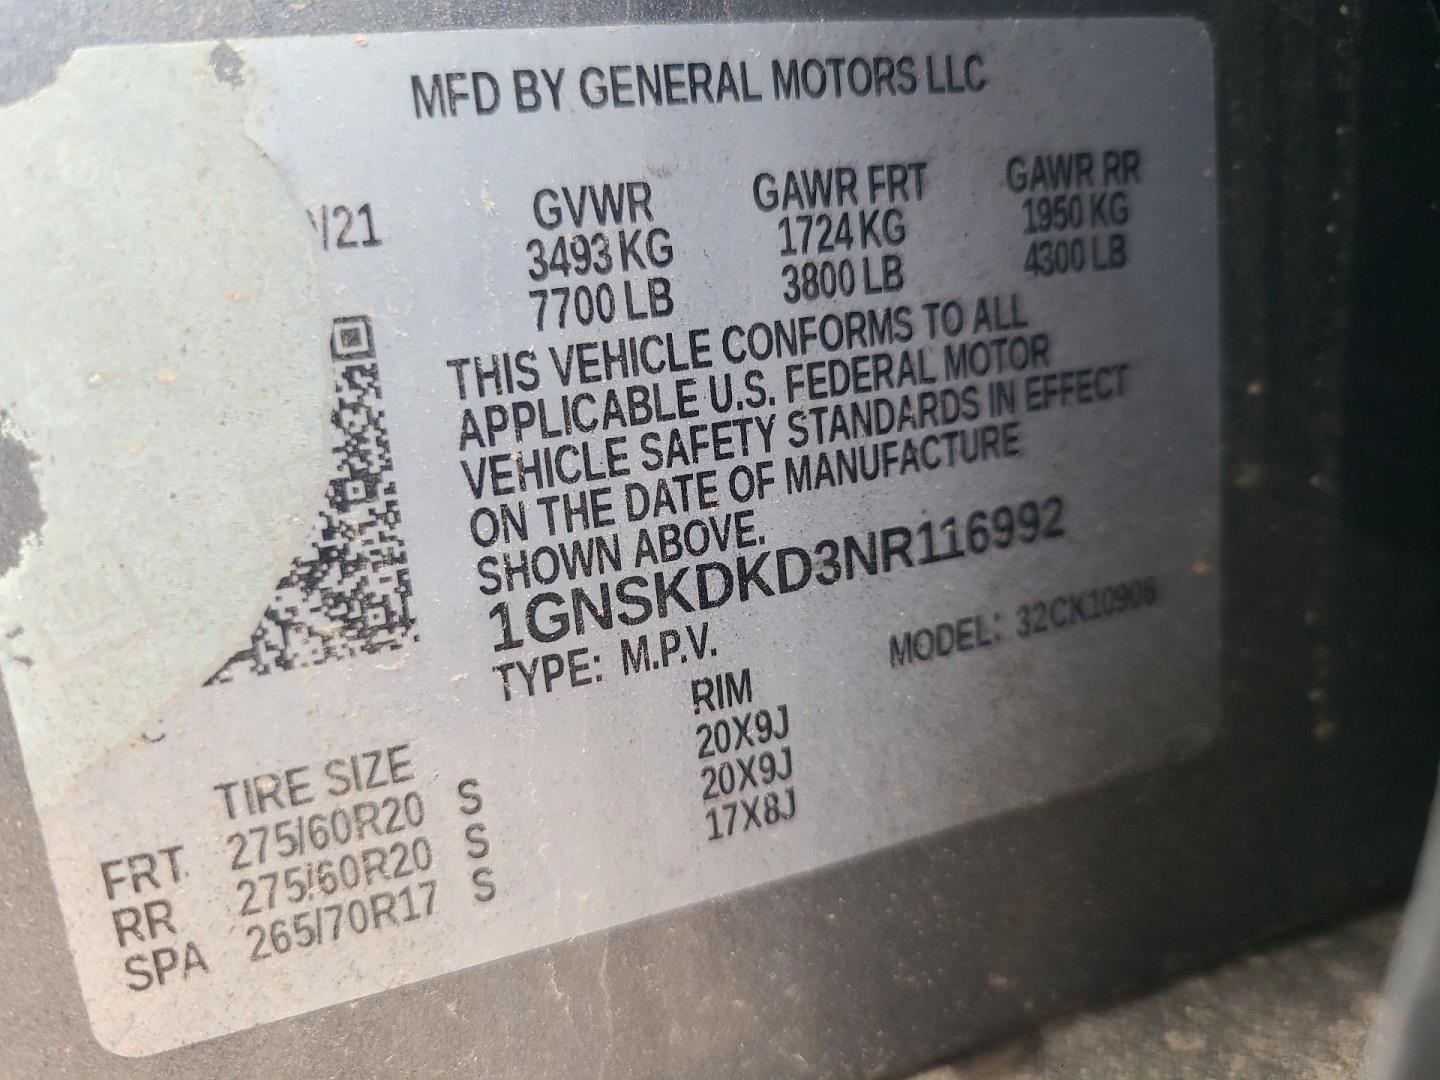 MFD BY GENERAL MOTORS LLC
/21
GVWR GAWR FRT GAWR RR
3493 KG 1724 KG 1950 KG
7700 LB 3800 LB 4300 LB
THIS VEHICLE CONFORMS TO ALL
APPLICABLE U.S. FEDERAL MOTOR
VEHICLE SAFETY STANDARDS IN EFFECT
ON THE DATE OF MANUFACTURE
SHOWN ABOVE.
1GNSKDKD3NR116992
TYPE: M.P.V. MODEL: 32CK10906
TIRE SIZE RIM
FRT 275/60R20 S 20X9J
RR 275/60R20 S 20X9J
SPA 265/70R17 S 17X8J